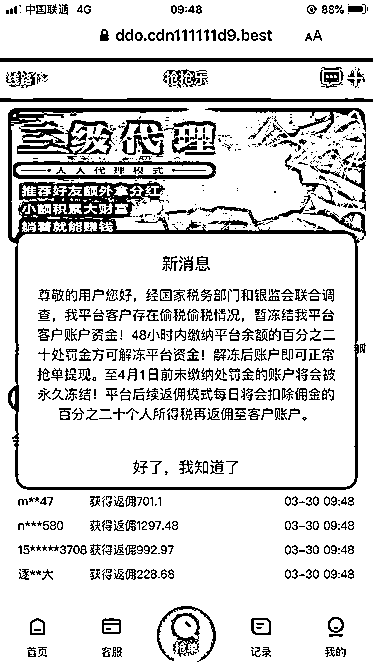 中国联通 4G 09:48 88%
ddo.cdn111111d9.best AA
抢抢乐
三级代理
人人代理模式
推荐好友额外拿分红
小额积累大财富
躺着就能赚钱
新消息
尊敬的用户您好，经国家税务部门和银监会联合调
查，我平台客户存在偷税偷税情况，暂冻结我平台
客户账户资金！48小时内缴纳平台余额的百分之二
十处罚金方可解冻平台资金！解冻后账户即可正常
抢单提现。至4月1日前未缴纳处罚金的账户将会被
永久冻结！平台后续返佣模式每日将会扣除佣金的
百分之二十个人所得税再返佣至客户账户。
好了，我知道了
m**47 获得返佣701.1 03-30 09:48
n***580 获得返佣1297.48 03-30 09:48
15*****3708 获得返佣992.97 03-30 09:48
逐**大 获得返佣228.68 03-30 09:48
首页 客服 抢单 记录 我的